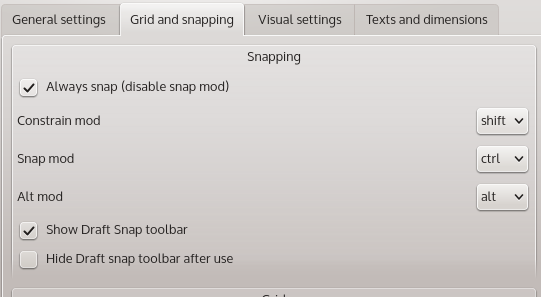 General settings Grid and snapping Visual settings Texts and dimensions
Snapping
Always snap (disable snap mod)
Constrain mod shift
Snap mod ctrl
Alt mod alt
Show Draft Snap toolbar
Hide Draft snap toolbar after use